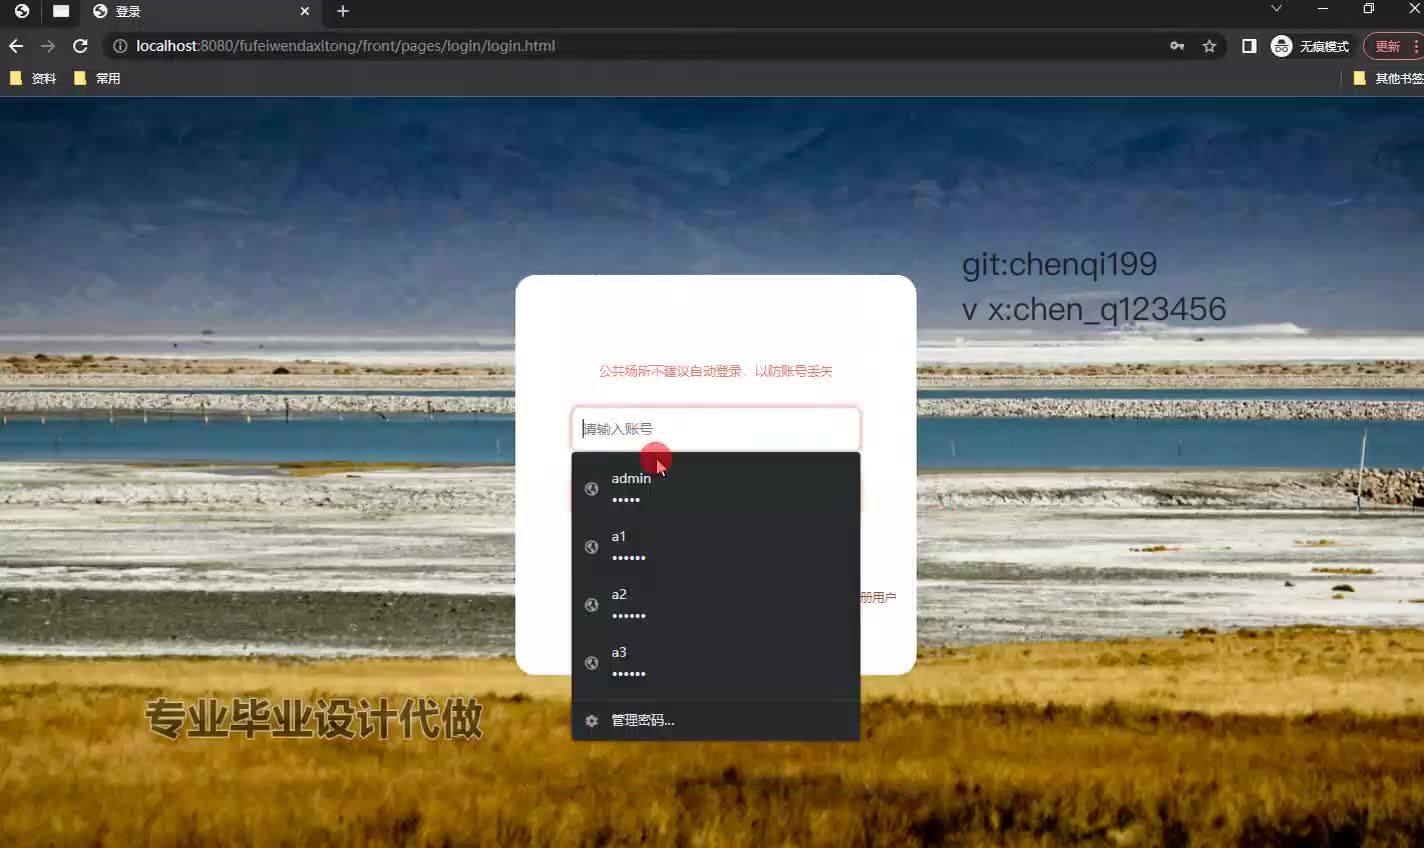 登录
localhost:8080/fufeiwendaxitong/front/pages/login/login.html
无痕模式
更新
资料
常用
其他书签
git:chenqi199
v x:chen_q123456
公共场所不建议自动登录、以防账号丢失
请输入账号
admin
•••••
a1
••••••
a2
••••••
册用户
a3
••••••
管理密码...
专业毕业设计代做